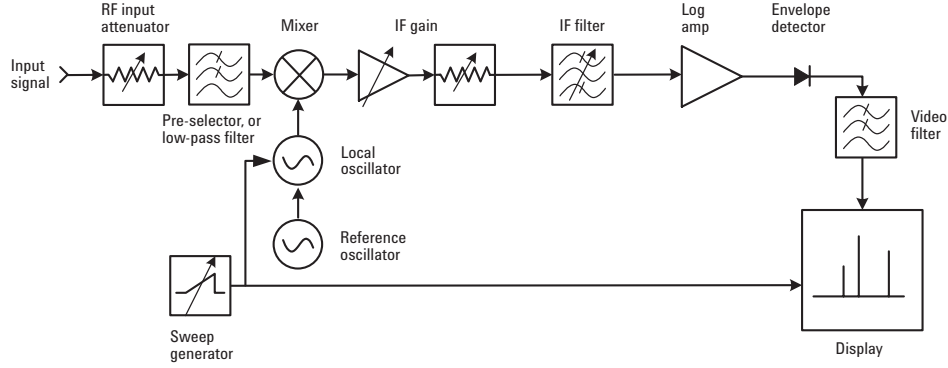 RF input
attenuator
Mixer
IF gain
IF filter
Log
amp
Envelope
detector
Input
signal
Pre-selector, or
low-pass filter
Video
filter
Local
oscillator
Reference
oscillator
Sweep
generator
Display